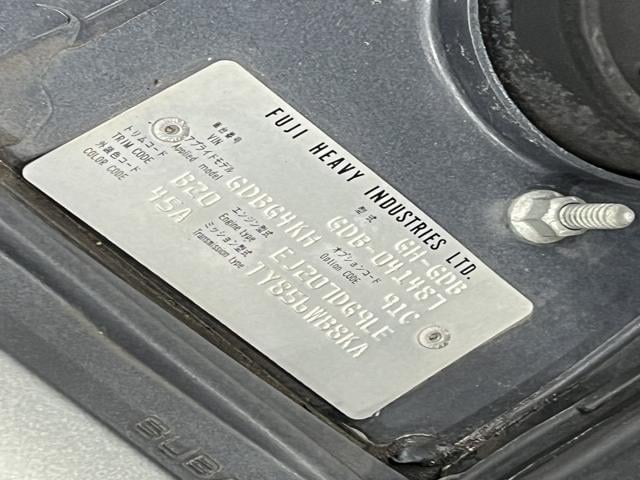 FUJI HEAVY INDUSTRIES LTD.
型式 GH-GDB
車台番号 VIN GDB-041487
アプライドモデル Applied model GDBG4KH オプションコード Option CODE 91C
トリムコード TRIM CODE B20 エンジン型式 Engine type EJ207DG9LE
外装色コード COLOR CODE 45A ミッション型式 Transmission type TY856WB8KA
SUB